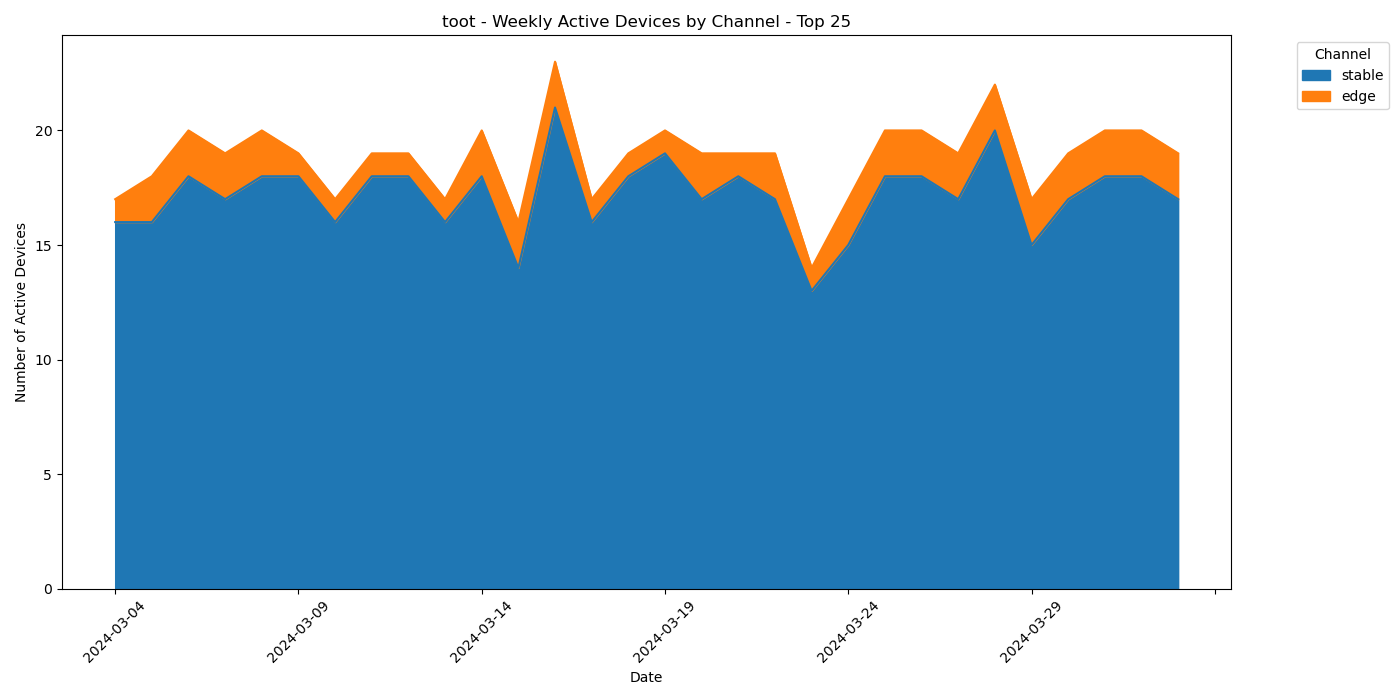 toot - Weekly Active Devices by Channel - Top 25
Channel
stable
edge
Number of Active Devices
20
15
10
5
0
2024-03-04
2024-03-09
2024-03-14
2024-03-19
2024-03-24
2024-03-29
Date